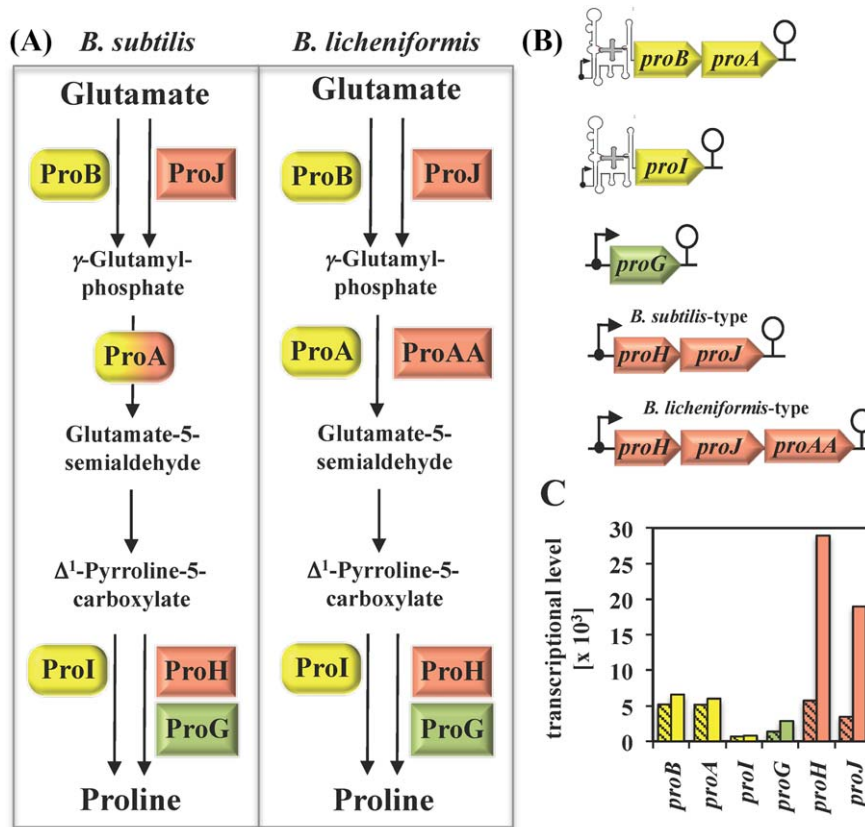 (A) B. subtilis B. licheniformis
Glutamate Glutamate
ProB ProJ ProB ProJ
γ-Glutamyl- γ-Glutamyl-
phosphate phosphate
ProA ProA ProAA
Glutamate-5- Glutamate-5-
semialdehyde semialdehyde
Δ¹-Pyrroline-5- Δ¹-Pyrroline-5-
carboxylate carboxylate
ProI ProH ProI ProH
ProG ProG
Proline Proline
(B)
proB proA
proI
proG
B. subtilis-type
proH proJ
B. licheniformis-type
proH proJ proAA
C
transcriptional level
[x 10³]
30
25
20
15
10
5
0
proB proA proI proG proH proJ